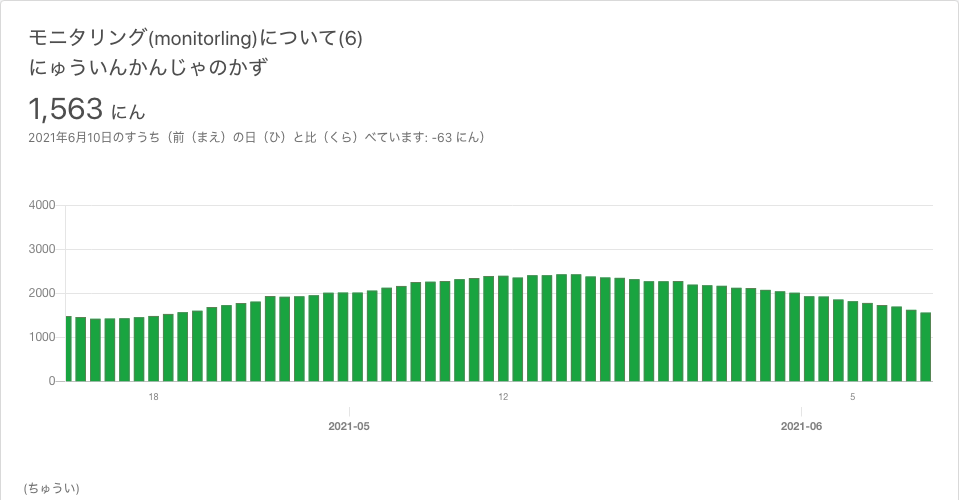 モニタリング(monitorling)について(6)
にゅういんかんじゃのかず
1,563 にん
2021年6月10日のすうち（前（まえ）の日（ひ）と比（くら）べています: -63 にん）
4000
3000
2000
1000
0
18 12 5
2021-05 2021-06
(ちゅうい)